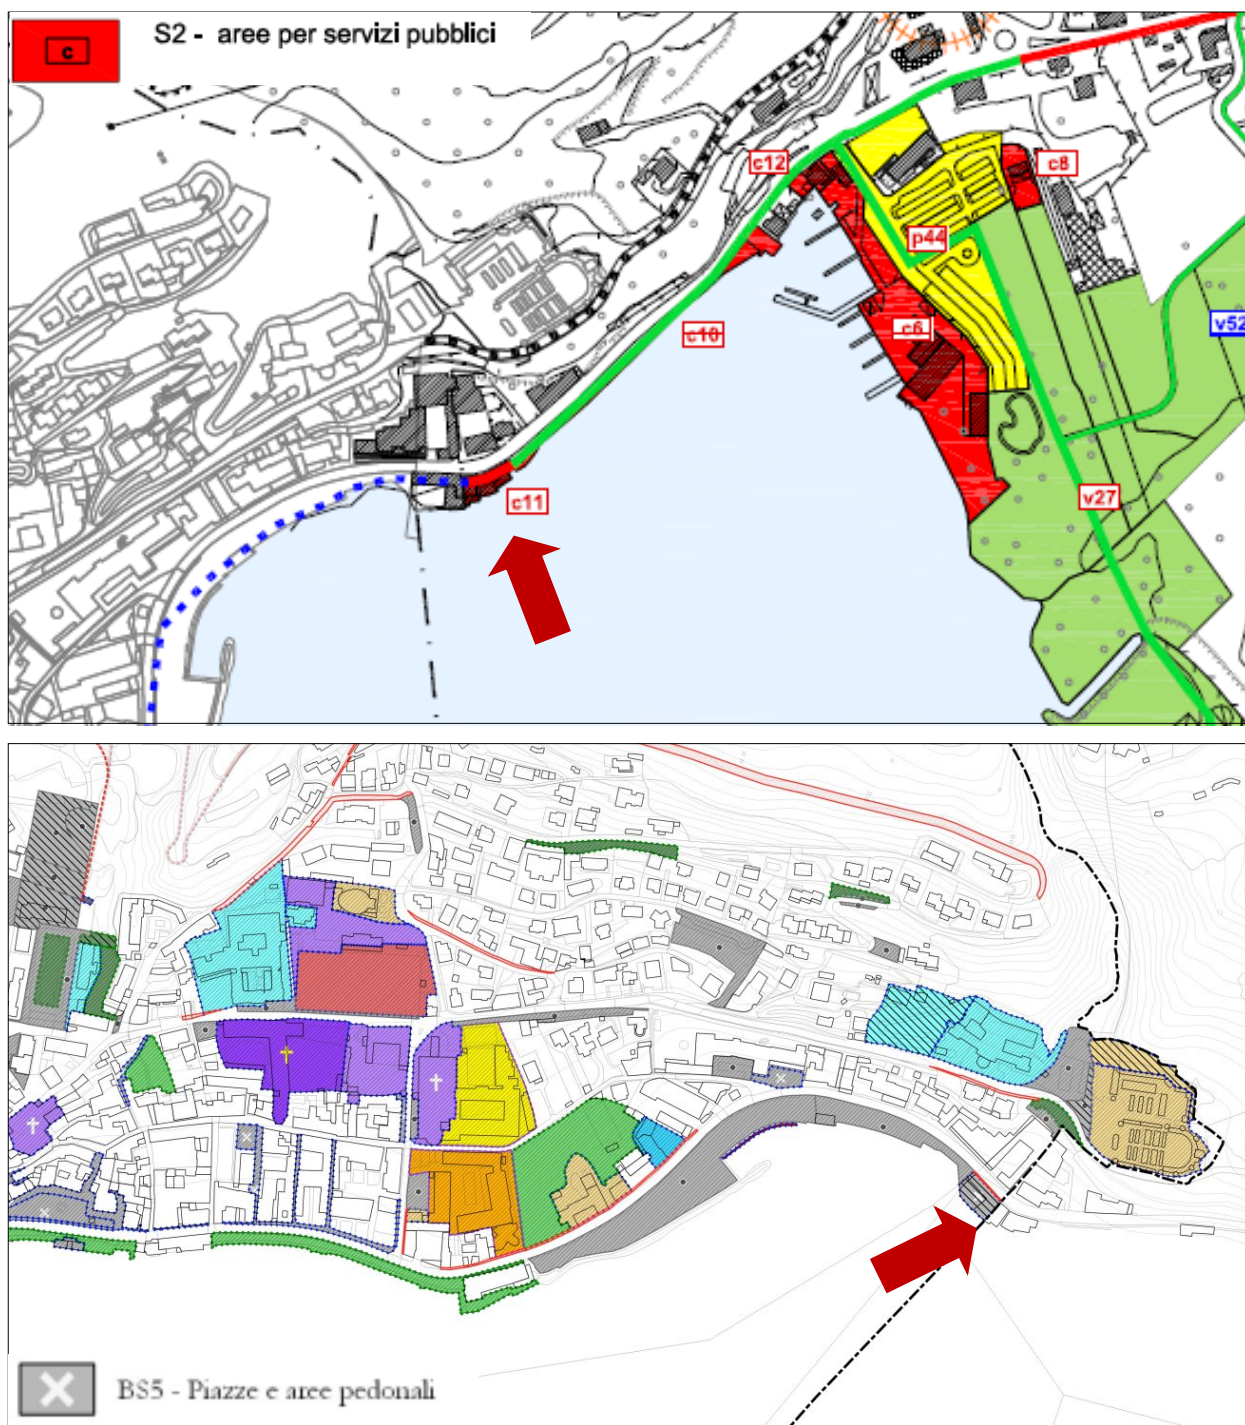 c
S2 - aree per servizi pubblici
c12
c8
p44
v52
c6
c10
v27
c11
BS5 - Piazze e aree pedonali